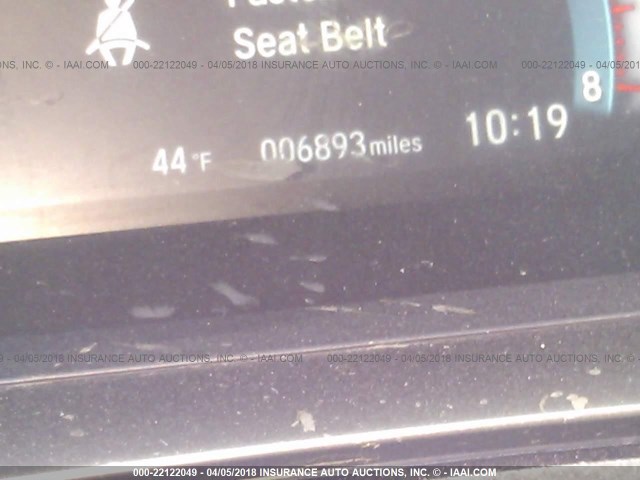 Seat Belt
NS, INC. © - IAAI.COM 000-22122049 - 04/05/2018 INSURANCE AUTO AUCTIONS, INC. © - IAAI.COM 000-22122049 - 04/05/2
8
44°F 006893 miles 10:19
04/05/2018 INSURANCE AUTO AUCTIONS, INC. © - IAAI.COM 000-22122049 - 04/05/2018 INSURANCE AUTO AUCTIONS, INC. © - IAAI.COM
000-22122049 - 04/05/2018 INSURANCE AUTO AUCTIONS, INC. © - IAAI.COM